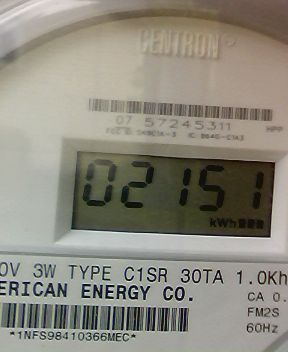 CENTRON
07 57245311 HPP
02151
kWh
0V 3W TYPE C1SR 30TA 1.0Kh
ERICAN ENERGY CO. CA 0.
FM2S
*1NFS98410366MEC* 60Hz